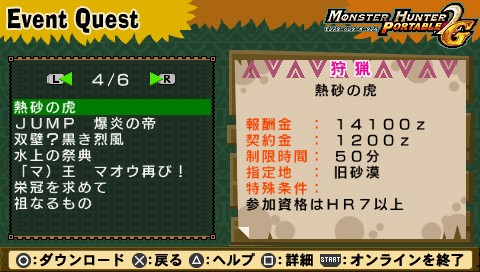 Event Quest
MONSTER HUNTER
PORTABLE 2nd G
L 4/6 R
熱砂の虎
JUMP 爆炎の帝
双壁?黒き烈風
水上の祭典
「マ)王 マオウ再び!
栄冠を求めて
祖なるもの
狩猟
熱砂の虎
報酬金 : 14100z
契約金 : 1200z
制限時間: 50分
指定地 : 旧砂漠
特殊条件:
参加資格はHR7以上
○:ダウンロード ×:戻る △:ヘルプ □:詳細 START:オンラインを終了